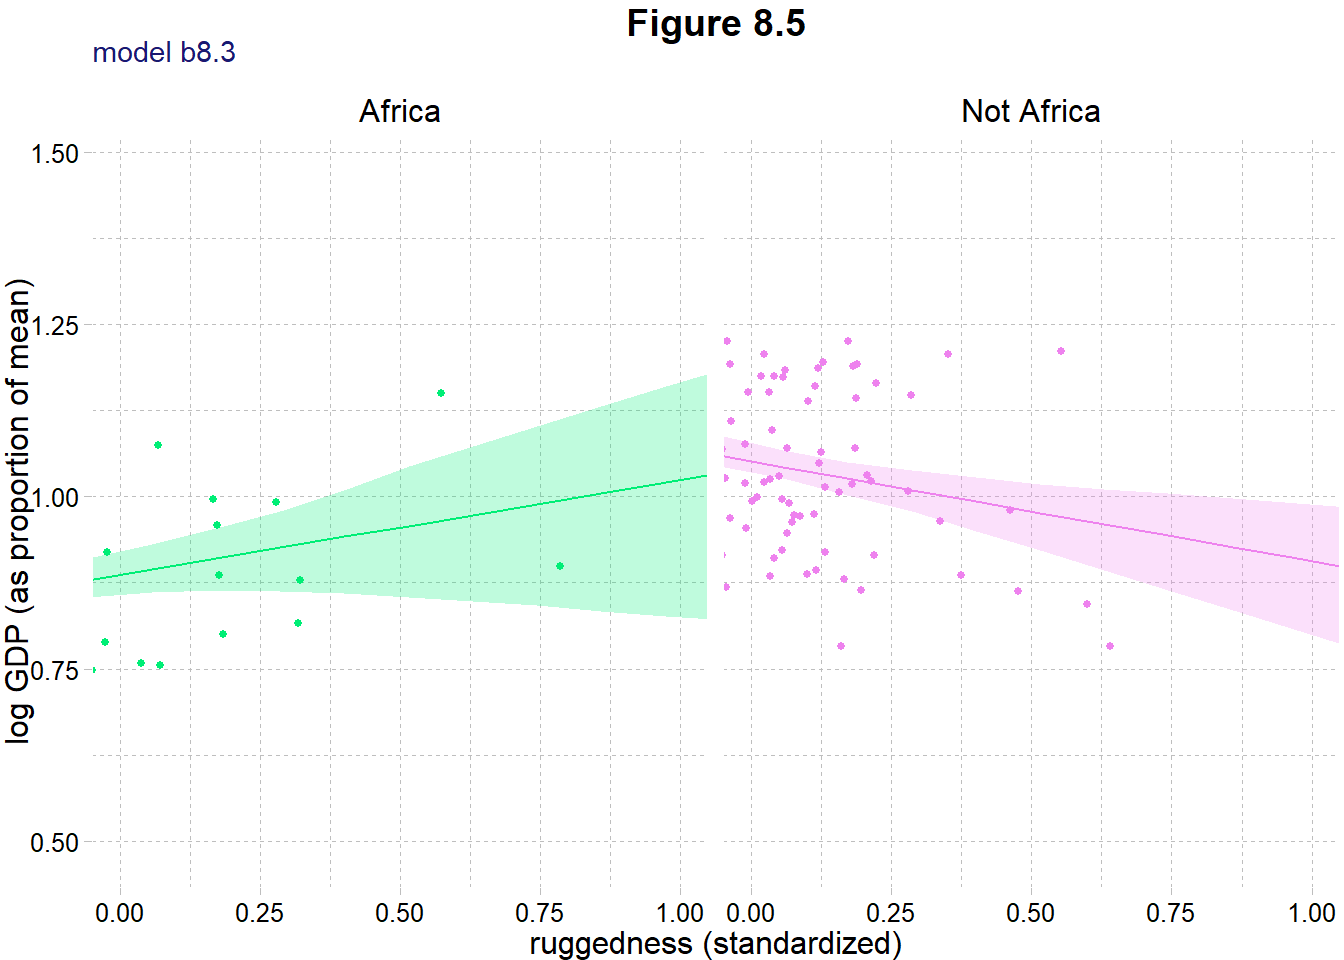 Figure 8.5
model b8.3
Africa
Not Africa
log GDP (as proportion of mean)
1.50
1.25
1.00
0.75
0.50
0.00 0.25 0.50 0.75 1.00
0.00 0.25 0.50 0.75 1.00
ruggedness (standardized)